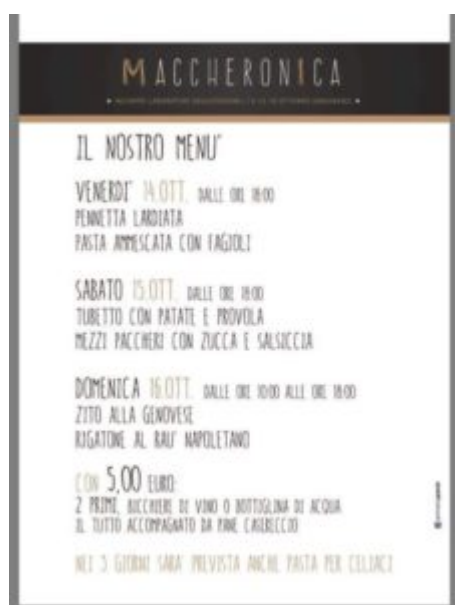 MACCHERONICA
IL NOSTRO MENU'
VENERDI' 14 OTT. DALLE ORE 18:00
PENNETTA LARDIATA
PASTA AMMESCATA CON FAGIOLI
SABATO 15 OTT. DALLE ORE 18:00
TUBETTO CON PATATE E PROVOLA
MEZZI PACCHERI CON ZUCCA E SALSICCIA
DOMENICA 16 OTT. DALLE ORE 10:00 ALLE ORE 18:00
ZITO ALLA GENOVESE
RIGATONE AL RAU' NAPOLETANO
CON 5,00 EURO:
2 PRIMI, BICCHIERE DI VINO O BOTTIGLINA DI ACQUA
IL TUTTO ACCOMPAGNATO DA PANE CASERECCIO
NEI 3 GIORNI SARA' PREVISTA ANCHE PASTA PER CELIACI